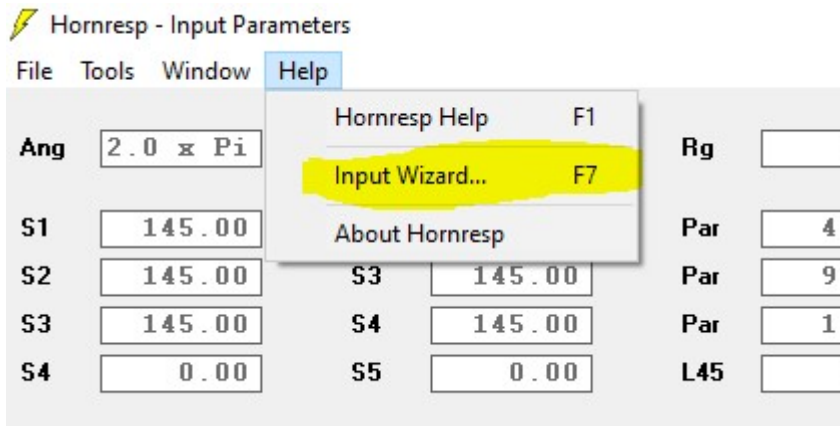 Hornresp - Input Parameters
File Tools Window Help
Hornresp Help F1
Input Wizard... F7
About Hornresp
Ang 2.0 x Pi Rg
S1 145.00 Par 4
S2 145.00 S3 145.00 Par 9
S3 145.00 S4 145.00 Par 1
S4 0.00 S5 0.00 L45